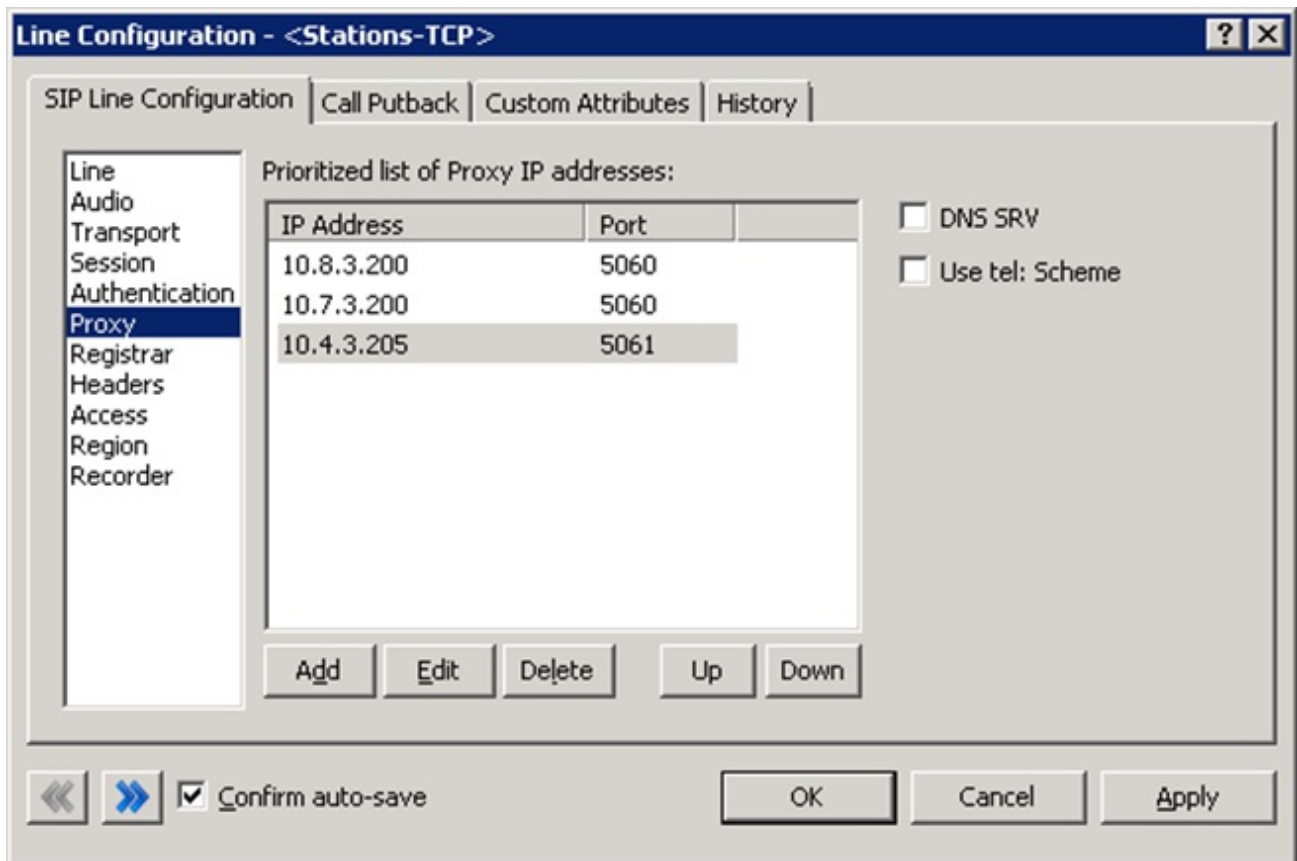 Line Configuration - <Stations-TCP>
SIP Line Configuration
Call Putback
Custom Attributes
History
Line
Audio
Transport
Session
Authentication
Proxy
Registrar
Headers
Access
Region
Recorder
Prioritized list of Proxy IP addresses:
IP Address Port
10.8.3.200 5060
10.7.3.200 5060
10.4.3.205 5061
DNS SRV
Use tel: Scheme
Add
Edit
Delete
Up
Down
Confirm auto-save
OK
Cancel
Apply